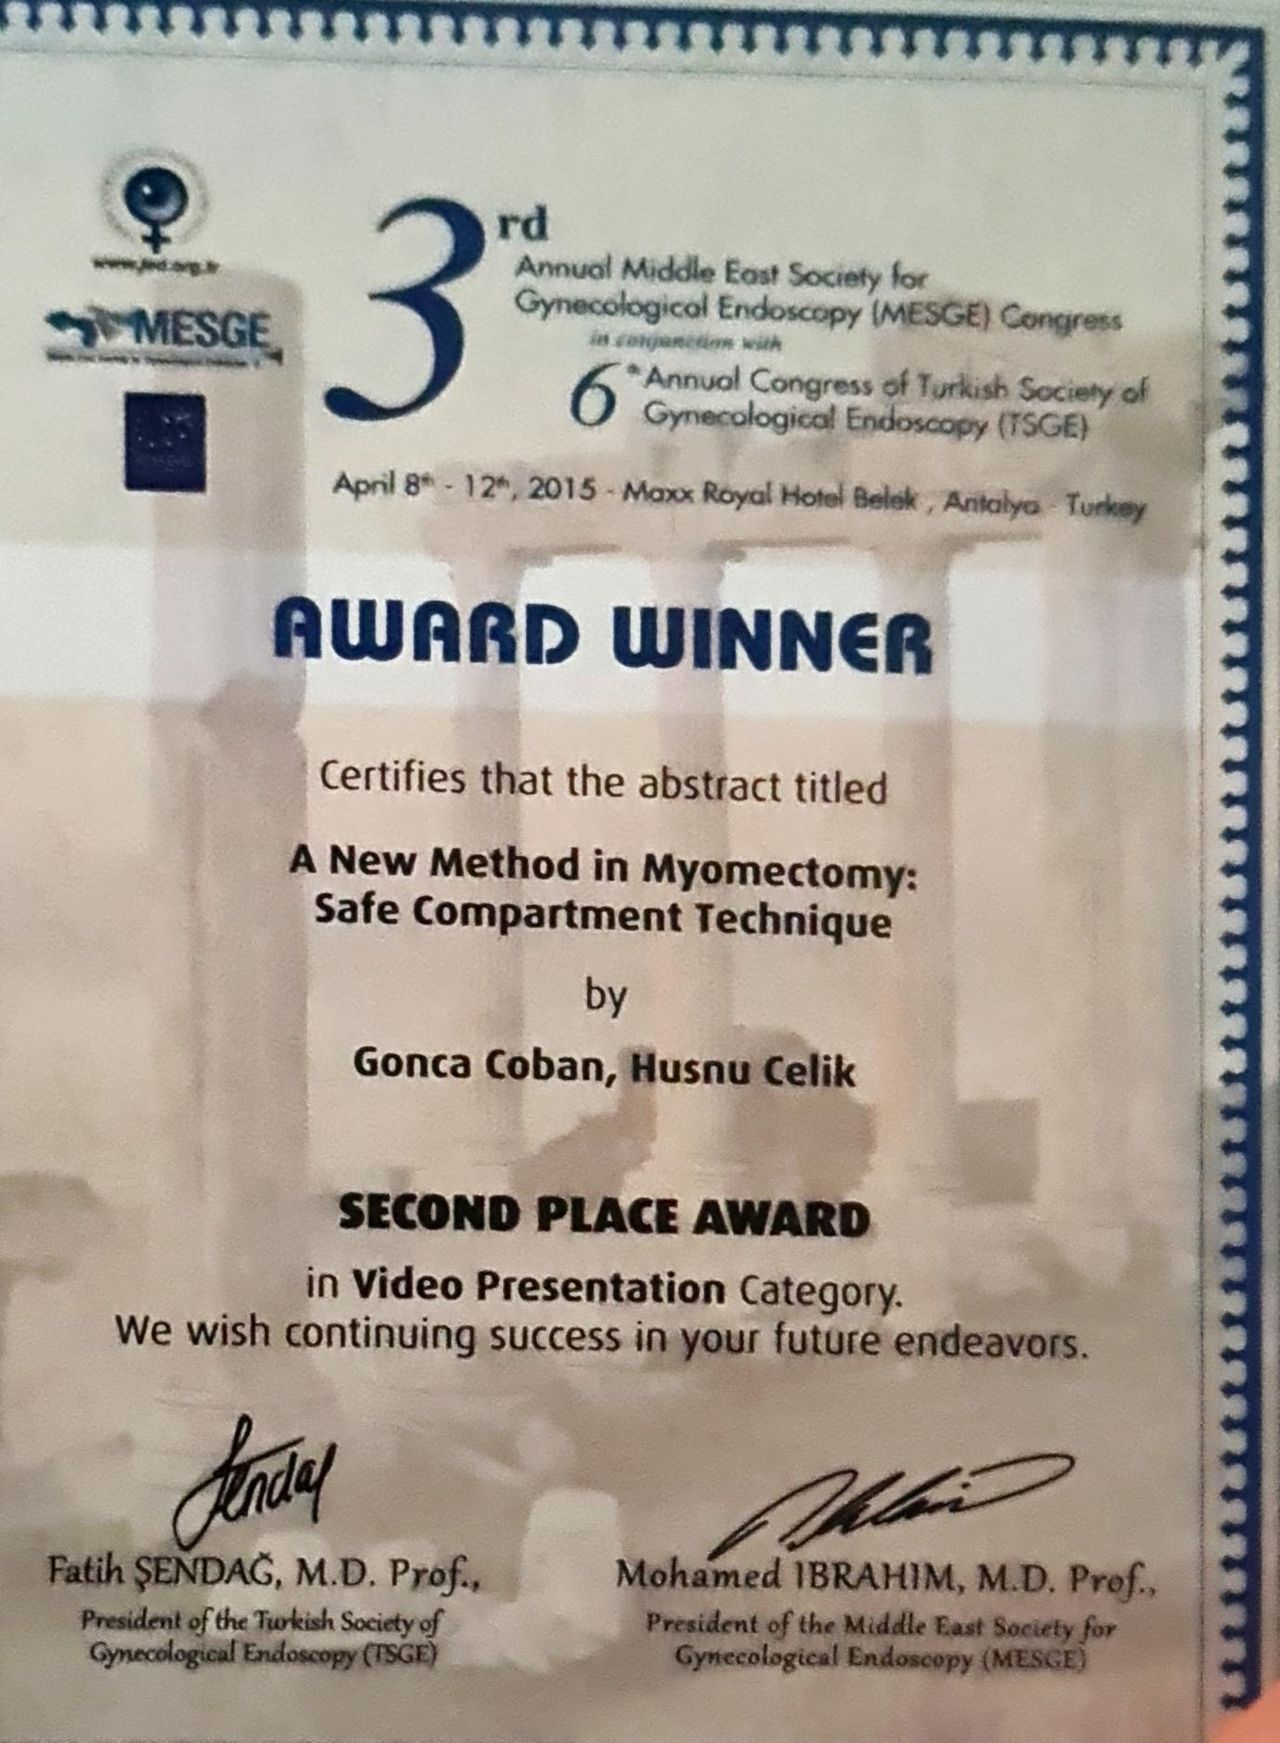 www.jed.org.tr
MESGE
3rd
Annual Middle East Society for
Gynecological Endoscopy (MESGE) Congress
in conjunction with
6th Annual Congress of Turkish Society of
Gynecological Endoscopy (TSGE)
April 8th - 12th, 2015 - Maxx Royal Hotel Belek , Antalya - Turkey
AWARD WINNER
Certifies that the abstract titled
A New Method in Myomectomy:
Safe Compartment Technique
by
Gonca Coban, Husnu Celik
SECOND PLACE AWARD
in Video Presentation Category.
We wish continuing success in your future endeavors.
Fatih ŞENDAĞ, M.D. Prof.,
President of the Turkish Society of
Gynecological Endoscopy (TSGE)
Mohamed IBRAHIM, M.D. Prof.,
President of the Middle East Society for
Gynecological Endoscopy (MESGE)